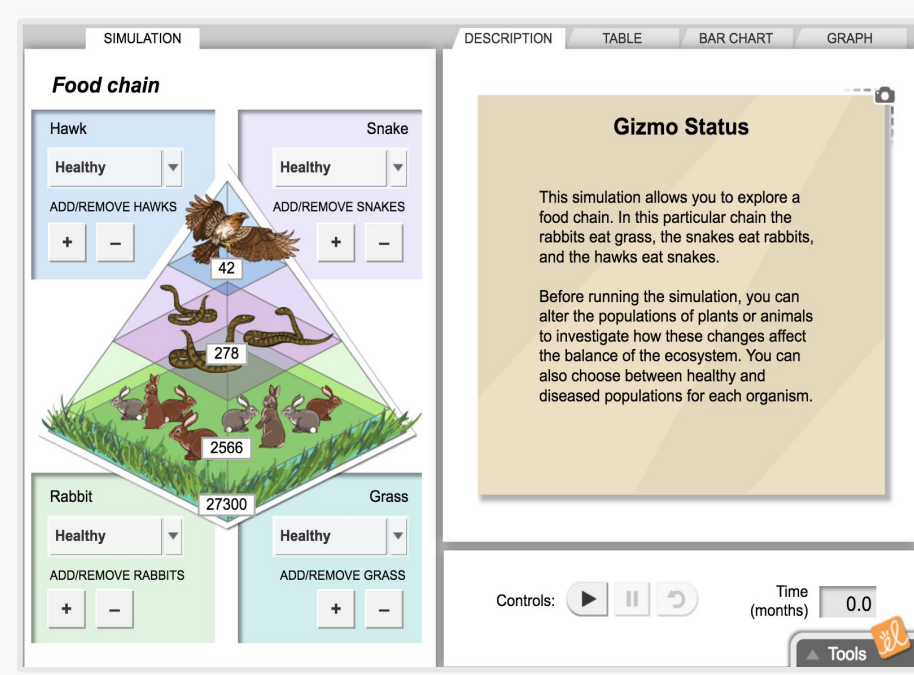 SIMULATION
DESCRIPTION
TABLE
BAR CHART
GRAPH
Food chain
Hawk
Healthy
ADD/REMOVE HAWKS
+ –
Snake
Healthy
ADD/REMOVE SNAKES
+ –
42
278
2566
27300
Rabbit
Healthy
ADD/REMOVE RABBITS
+ –
Grass
Healthy
ADD/REMOVE GRASS
+ –
Gizmo Status
This simulation allows you to explore a
food chain. In this particular chain the
rabbits eat grass, the snakes eat rabbits,
and the hawks eat snakes.
Before running the simulation, you can
alter the populations of plants or animals
to investigate how these changes affect
the balance of the ecosystem. You can
also choose between healthy and
diseased populations for each organism.
Controls:
Time
(months)
0.0
Tools